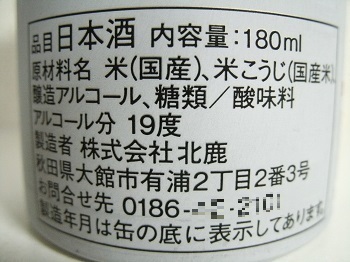 品目 日本酒 内容量:180ml
原材料名 米(国産)、米こうじ(国産米)、
醸造アルコール、糖類/酸味料
アルコール分 19度
製造者 株式会社北鹿
秋田県大館市有浦2丁目2番3号
お問合せ先 0186-
製造年月は缶の底に表示してあります。